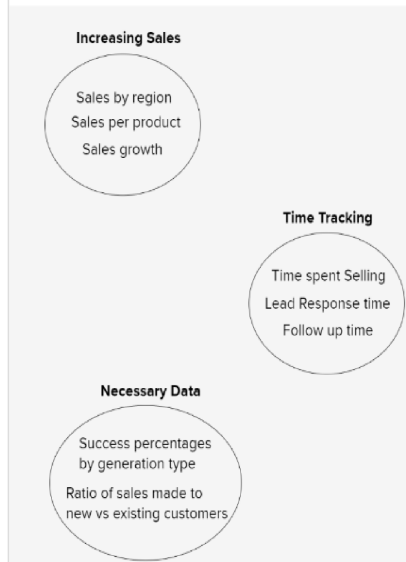 Increasing Sales
Sales by region
Sales per product
Sales growth
Time Tracking
Time spent Selling
Lead Response time
Follow up time
Necessary Data
Success percentages
by generation type
Ratio of sales made to
new vs existing customers